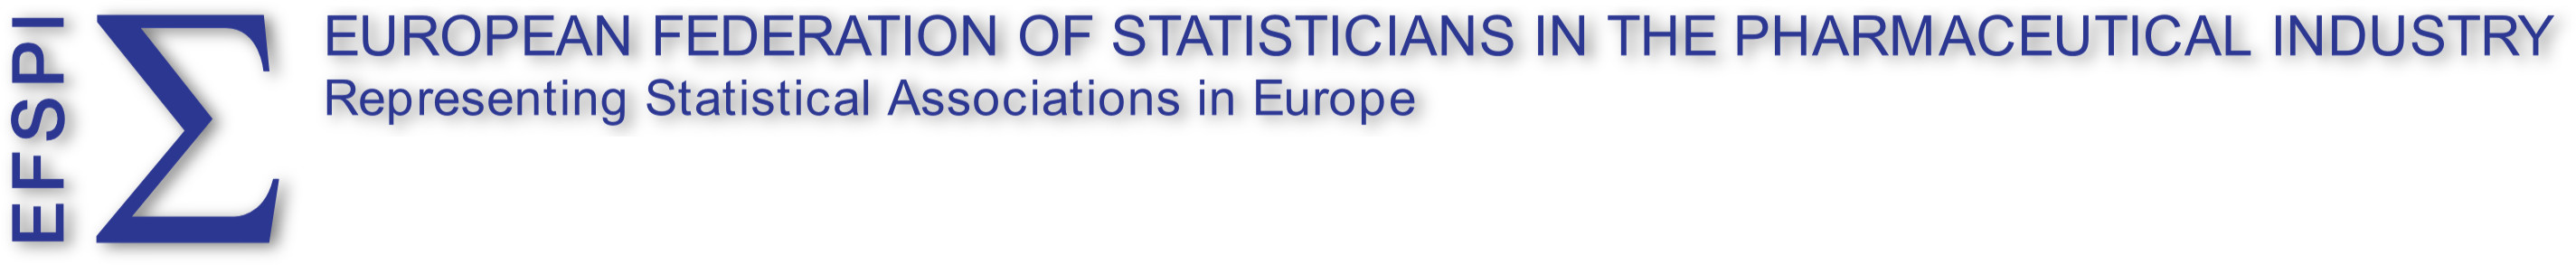 EFSPI
Σ
EUROPEAN FEDERATION OF STATISTICIANS IN THE PHARMACEUTICAL INDUSTRY
Representing Statistical Associations in Europe